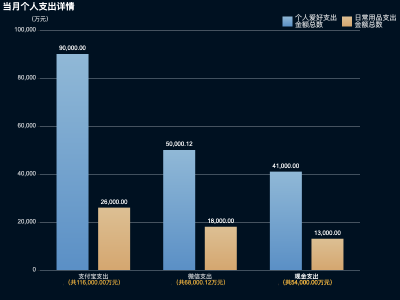 当月个人支出详情
(万元)
个人爱好支出
金额总数
日常用品支出
金额总数
100,000
80,000
60,000
40,000
20,000
0
90,000.00
26,000.00
50,000.12
18,000.00
41,000.00
13,000.00
支付宝支出
(共116,000.00万元)
微信支出
(共68,000.12万元)
现金支出
(共54,000.00万元)